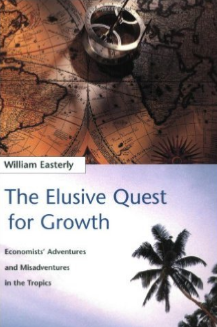 William Easterly
The Elusive Quest
for Growth
Economists' Adventures
and Misadventures
in the Tropics